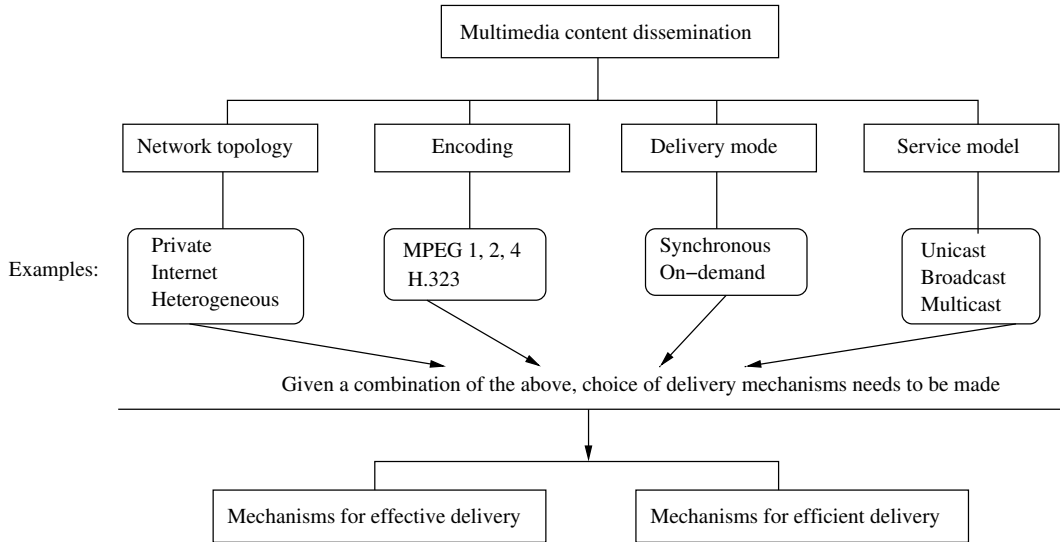 Multimedia content dissemination
Network topology
Encoding
Delivery mode
Service model
Examples:
Private
Internet
Heterogeneous
MPEG 1, 2, 4
H.323
Synchronous
On−demand
Unicast
Broadcast
Multicast
Given a combination of the above, choice of delivery mechanisms needs to be made
Mechanisms for effective delivery
Mechanisms for efficient delivery